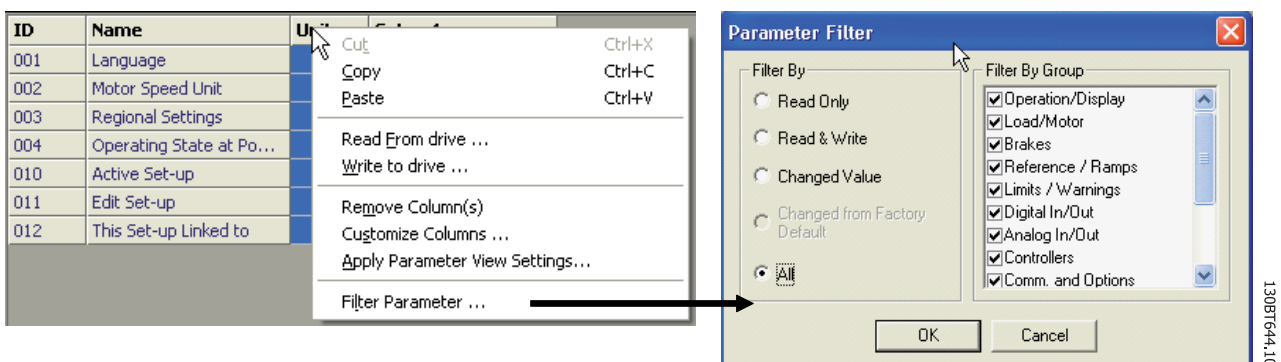 ID Name
001 Language
002 Motor Speed Unit
003 Regional Settings
004 Operating State at Po...
010 Active Set-up
011 Edit Set-up
012 This Set-up Linked to
Cut Ctrl+X
Copy Ctrl+C
Paste Ctrl+V
Read From drive ...
Write to drive ...
Remove Column(s)
Customize Columns ...
Apply Parameter View Settings...
Filter Parameter ...
Parameter Filter
Filter By
Read Only
Read & Write
Changed Value
Changed from Factory
Default
All
Filter By Group
Operation/Display
Load/Motor
Brakes
Reference / Ramps
Limits / Warnings
Digital In/Out
Analog In/Out
Controllers
Comm. and Options
OK Cancel
130BT644.10